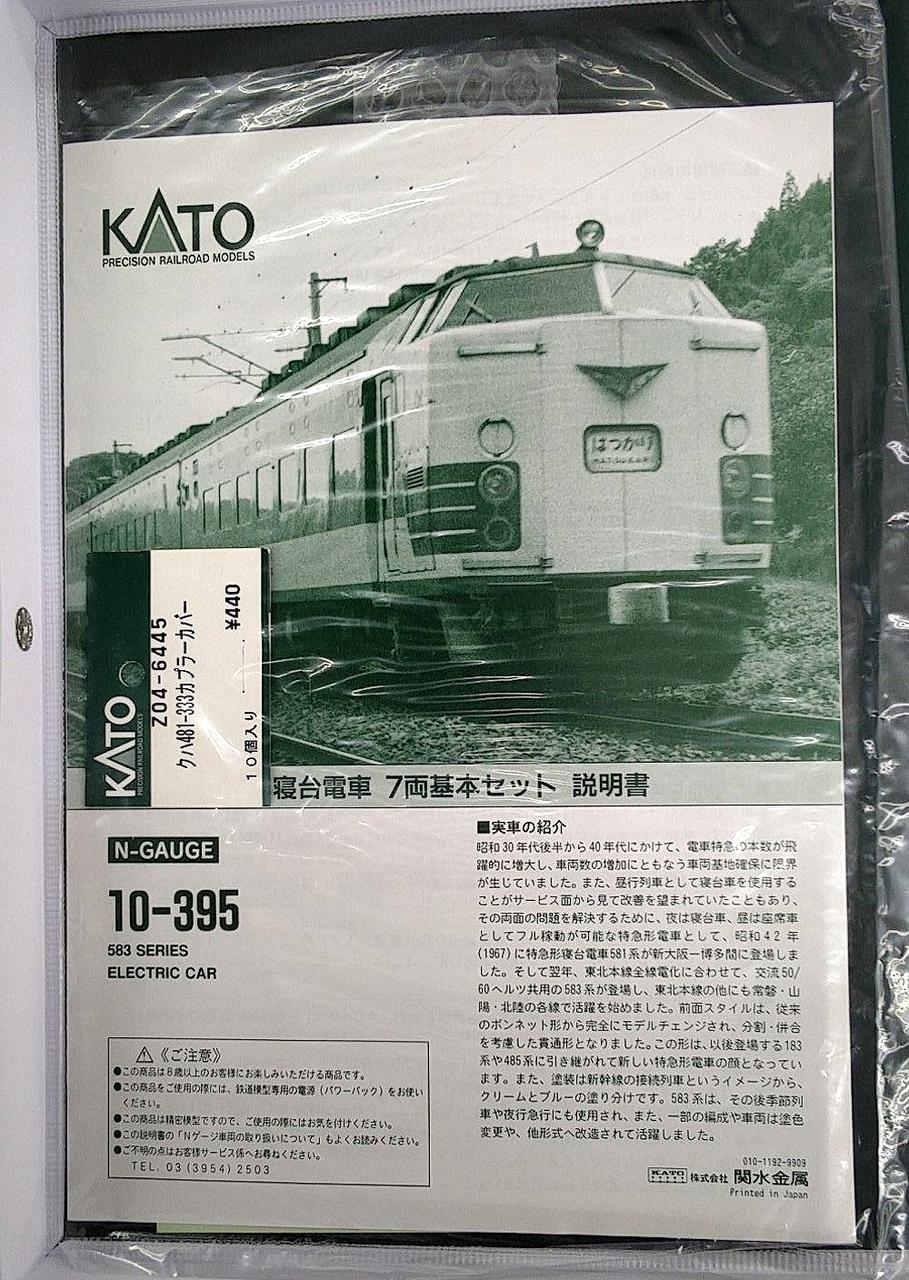 KATO
PRECISION RAILROAD MODELS
はつかり
HATSUKARI
KATO
PRECISION RAILROAD MODELS
Z04-6445
クハ481-333カプラーカバー
10個入り
¥440
寝台電車 7両基本セット 説明書
N-GAUGE
10-395
583 SERIES
ELECTRIC CAR
⚠《ご注意》
●この商品は8歳以上のお客様にお楽しみいただける商品です。
●この商品をご使用の際には、鉄道模型専用の電源(パワーパック)をお使い
ください。
●この商品は精密模型ですので、ご使用の際にはお気を付けください。
●この説明書の「Nゲージ車両の取り扱いについて」もよくお読みください。
●ご不明の点はお客様サービス係へお尋ねください。
TEL. 03 (3954) 2503
■実車の紹介
昭和30年代後半から40年代にかけて、電車特急の本数が飛
躍的に増大し、車両数の増加にともなう車両基地確保に限界
が生じていました。また、昼行列車として寝台車を使用する
ことがサービス面から見て改善を望まれていたこともあり、
その両面の問題を解決するために、夜は寝台車、昼は座席車
としてフル稼動が可能な特急形電車として、昭和42年
(1967)に特急形寝台電車581系が新大阪ー博多間に登場しま
した。そして翌年、東北本線全線電化に合わせて、交流50/
60ヘルツ共用の583系が登場し、東北本線の他にも常磐・山
陽・北陸の各線で活躍を始めました。前面スタイルは、従来
のボンネット形から完全にモデルチェンジされ、分割・併合
を考慮した貫通形となりました。この形は、以後登場する183
系や485系に引き継がれて新しい特急形電車の顔となってい
ます。また、塗装は新幹線の接続列車というイメージから、
クリームとブルーの塗り分けです。583系は、その後季節列
車や夜行急行にも使用され、また、一部の編成や車両は塗色
変更や、他形式へ改造されて活躍しました。
010-1192-9909
KATO 株式会社 関水金属
Printed in Japan